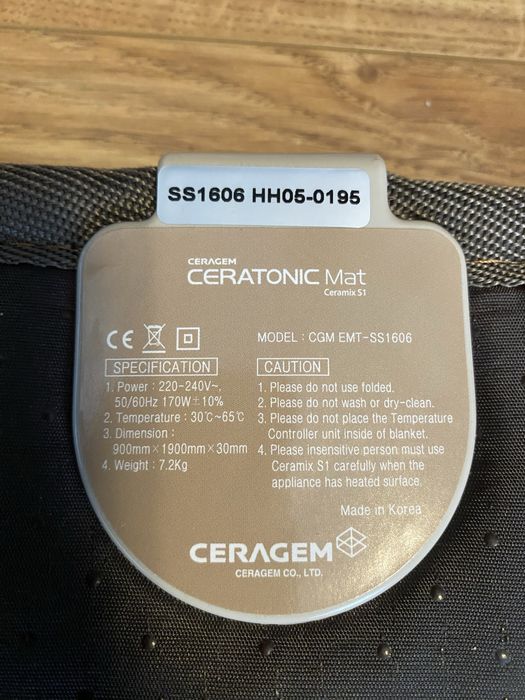 SS1606 HH05-0195
CERAGEM
CERATONIC Mat
Ceramix S1
CE
MODEL : CGM EMT-SS1606
SPECIFICATION
1. Power : 220-240V~,
50/60Hz 170W±10%
2. Temperature : 30℃~65℃
3. Dimension :
900mm×1900mm×30mm
4. Weight : 7.2Kg
CAUTION
1. Please do not use folded.
2. Please do not wash or dry-clean.
3. Please do not place the Temperature
Controller unit inside of blanket.
4. Please insensitive person must use
Ceramix S1 carefully when the
appliance has heated surface.
Made in Korea
CERAGEM
CERAGEM CO., LTD.